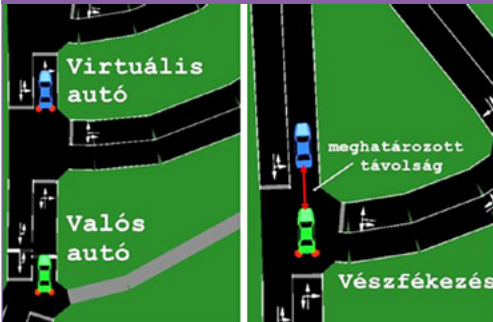 Virtuális
autó
Valós
autó
meghatározott
távolság
Vészfékezés